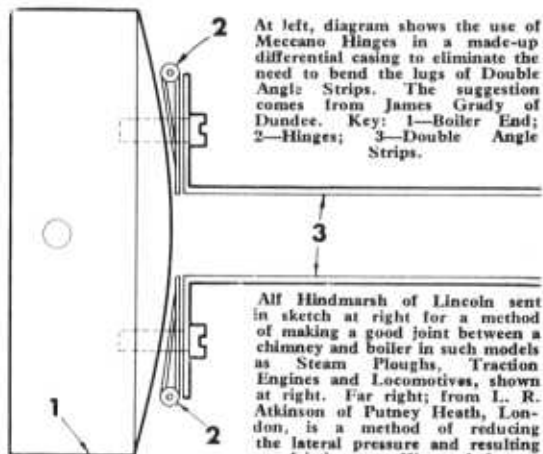 2
At left, diagram shows the use of
Meccano Hinges in a made-up
differential casing to eliminate the
need to bend the lugs of Double
Angle Strips. The suggestion
comes from James Grady of
Dundee. Key: 1—Boiler End;
2—Hinges; 3—Double Angle
Strips.
3
Alf Hindmarsh of Lincoln sent
in sketch at right for a method
of making a good joint between a
chimney and boiler in such models
as Steam Ploughs, Traction
Engines and Locomotives, shown
at right. Far right; from L. R.
Atkinson of Putney Heath, Lon-
don, is a method of reducing
the lateral pressure and resulting
1
2